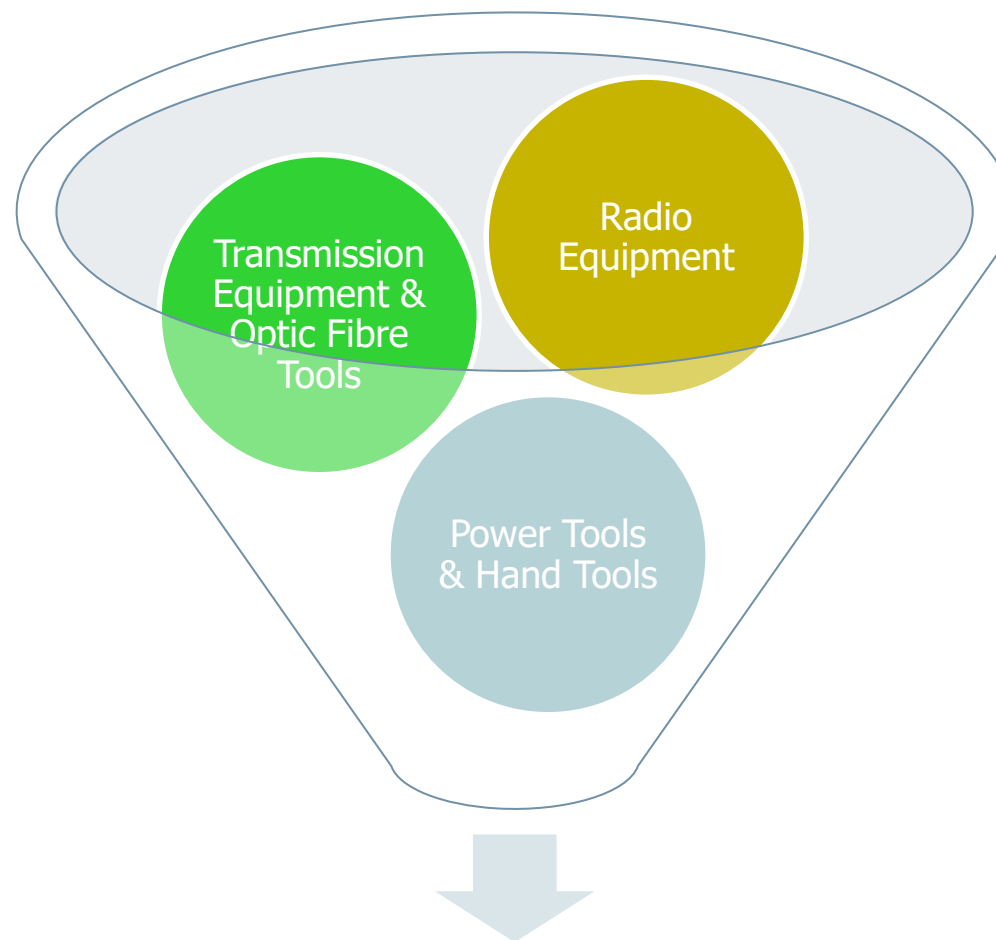 Transmission
Equipment &
Optic Fibre
Tools
Radio
Equipment
Power Tools
& Hand Tools